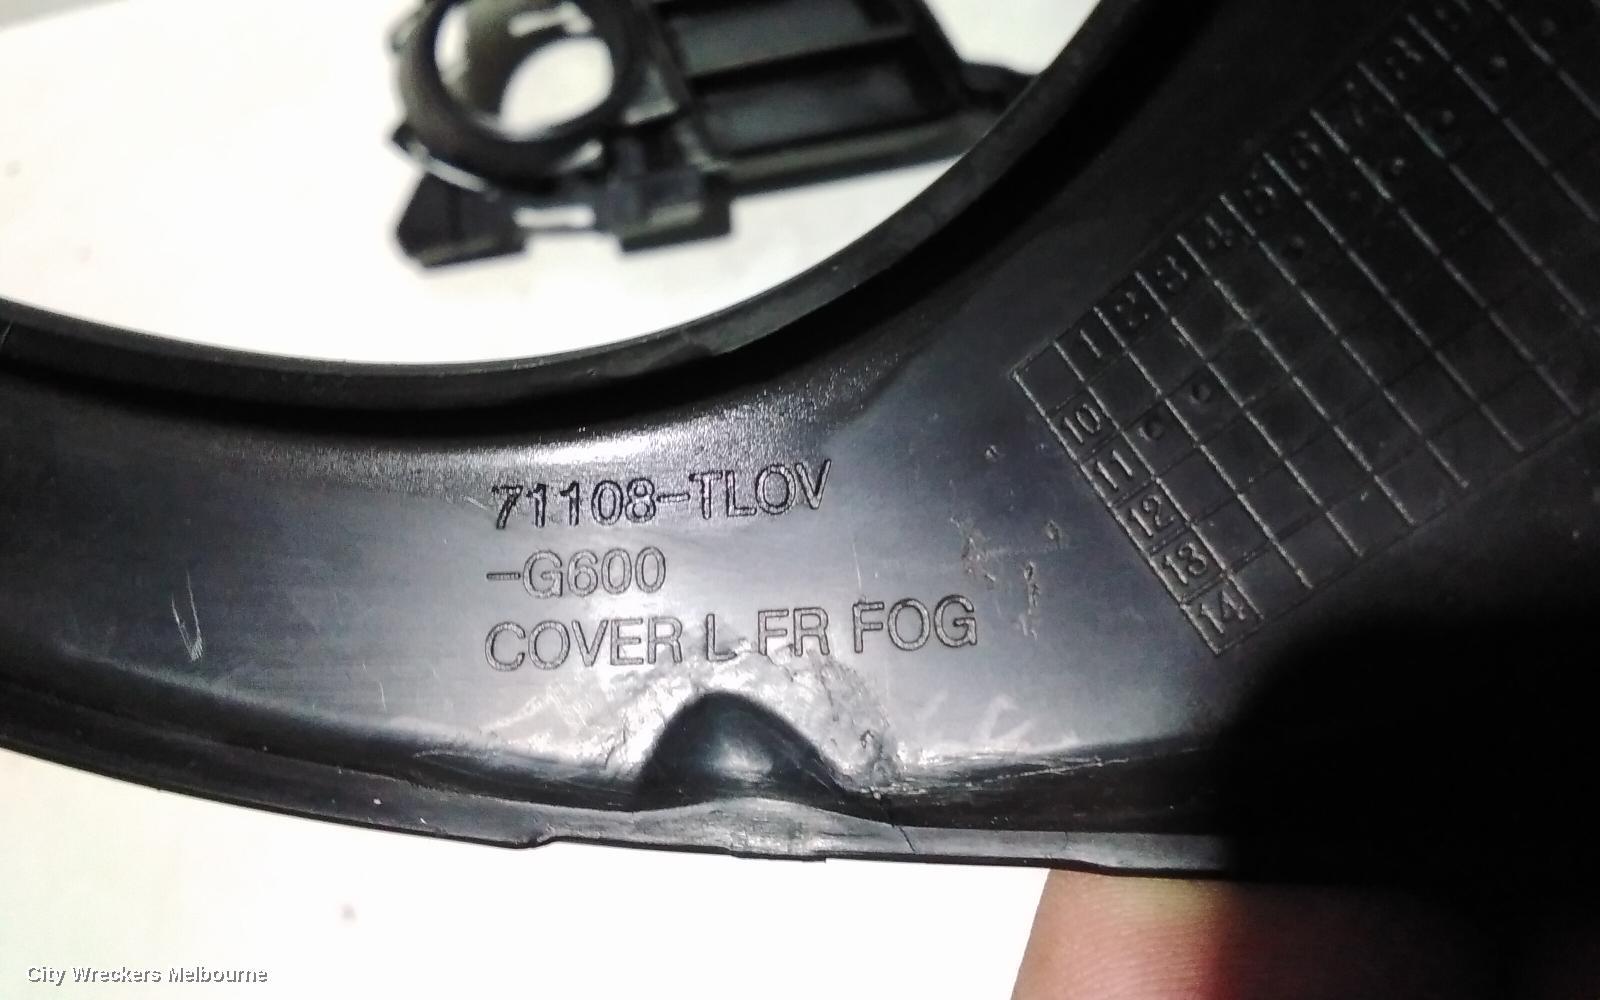 71108-TLOV
-G600
COVER L FR FOG
1 2 3 4 5 6 7 8 9
10
11
12
13
14
City Wreckers Melbourne